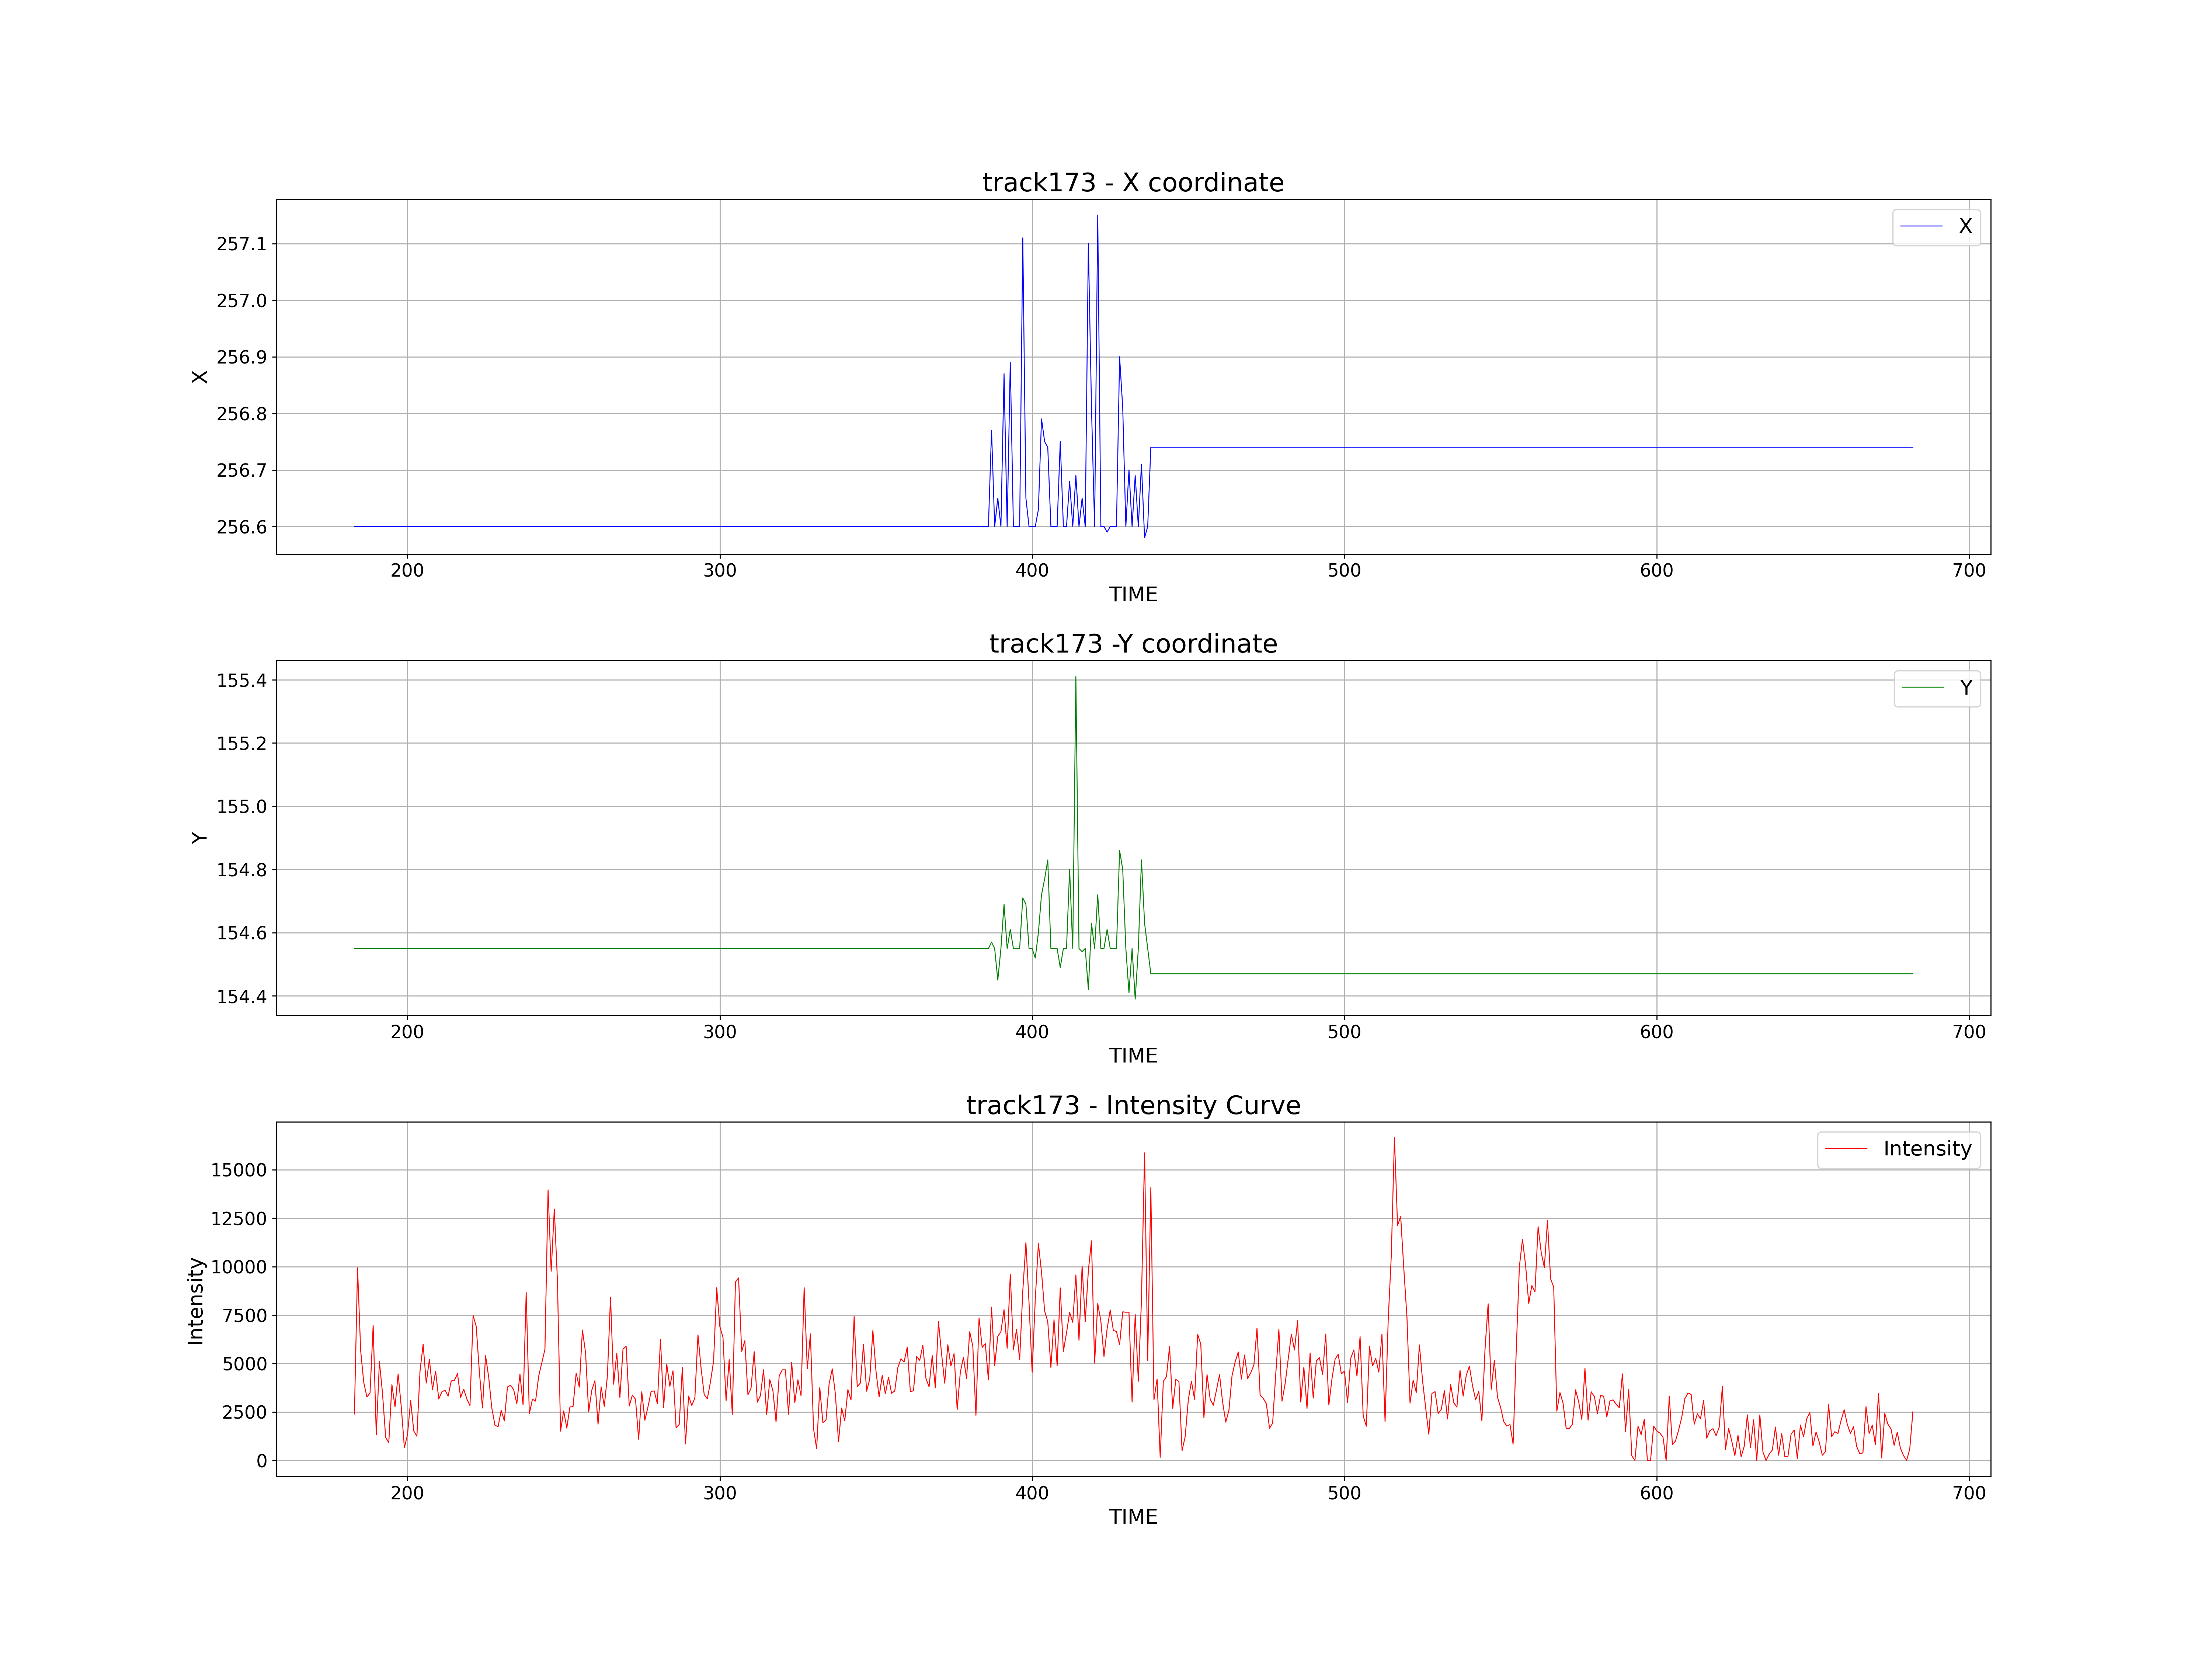 track173 - X coordinate
X
257.1
257.0
256.9
256.8
256.7
256.6
X
200 300 400 500 600 700
TIME
track173 -Y coordinate
Y
155.4
155.2
155.0
154.8
154.6
154.4
Y
200 300 400 500 600 700
TIME
track173 - Intensity Curve
Intensity
15000
12500
10000
7500
5000
2500
0
Intensity
200 300 400 500 600 700
TIME